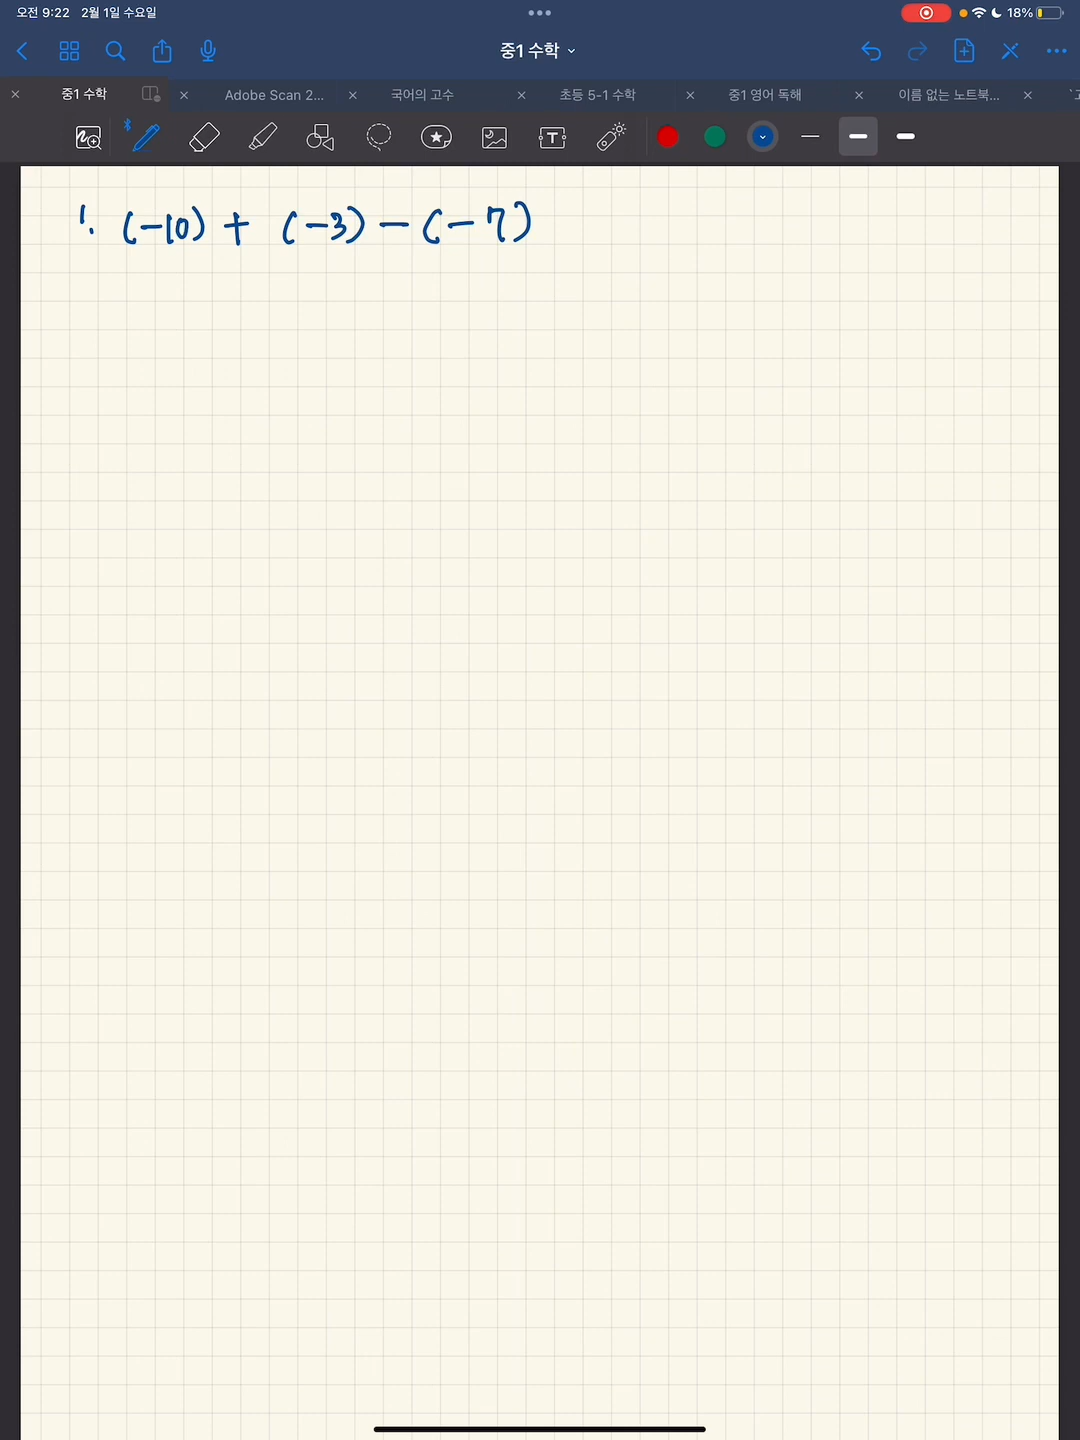 오전 9:22 2월 1일 수요일 18%
중1 수학
중1 수학 Adobe Scan 2... 국어의 고수 초등 5-1 수학 중1 영어 독해 이름 없는 노트북...
T
1. (-10) + (-3) - (-7)